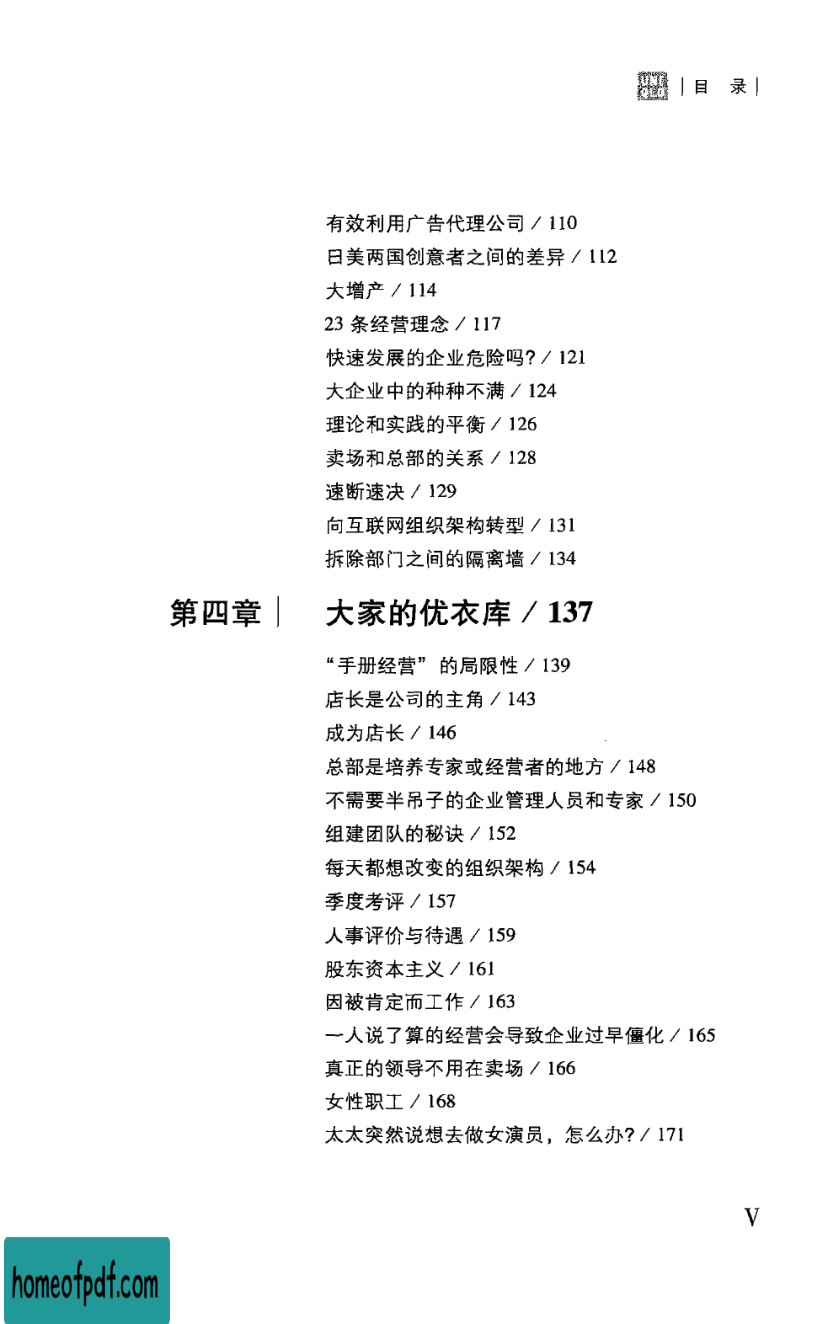 UNI
QLO
|目 录|
有效利用广告代理公司 / 110
日美两国创意者之间的差异 / 112
大增产 / 114
23 条经营理念 / 117
快速发展的企业危险吗? / 121
大企业中的种种不满 / 124
理论和实践的平衡 / 126
卖场和总部的关系 / 128
速断速决 / 129
向互联网组织架构转型 / 131
拆除部门之间的隔离墙 / 134
第四章| 大家的优衣库 / 137
“手册经营” 的局限性 / 139
店长是公司的主角 / 143
成为店长 / 146
总部是培养专家或经营者的地方 / 148
不需要半吊子的企业管理人员和专家 / 150
组建团队的秘诀 / 152
每天都想改变的组织架构 / 154
季度考评 / 157
人事评价与待遇 / 159
股东资本主义 / 161
因被肯定而工作 / 163
一人说了算的经营会导致企业过早僵化 / 165
真正的领导不用在卖场 / 166
女性职工 / 168
太太突然说想去做女演员，怎么办? / 171
V
homeofpdf.com